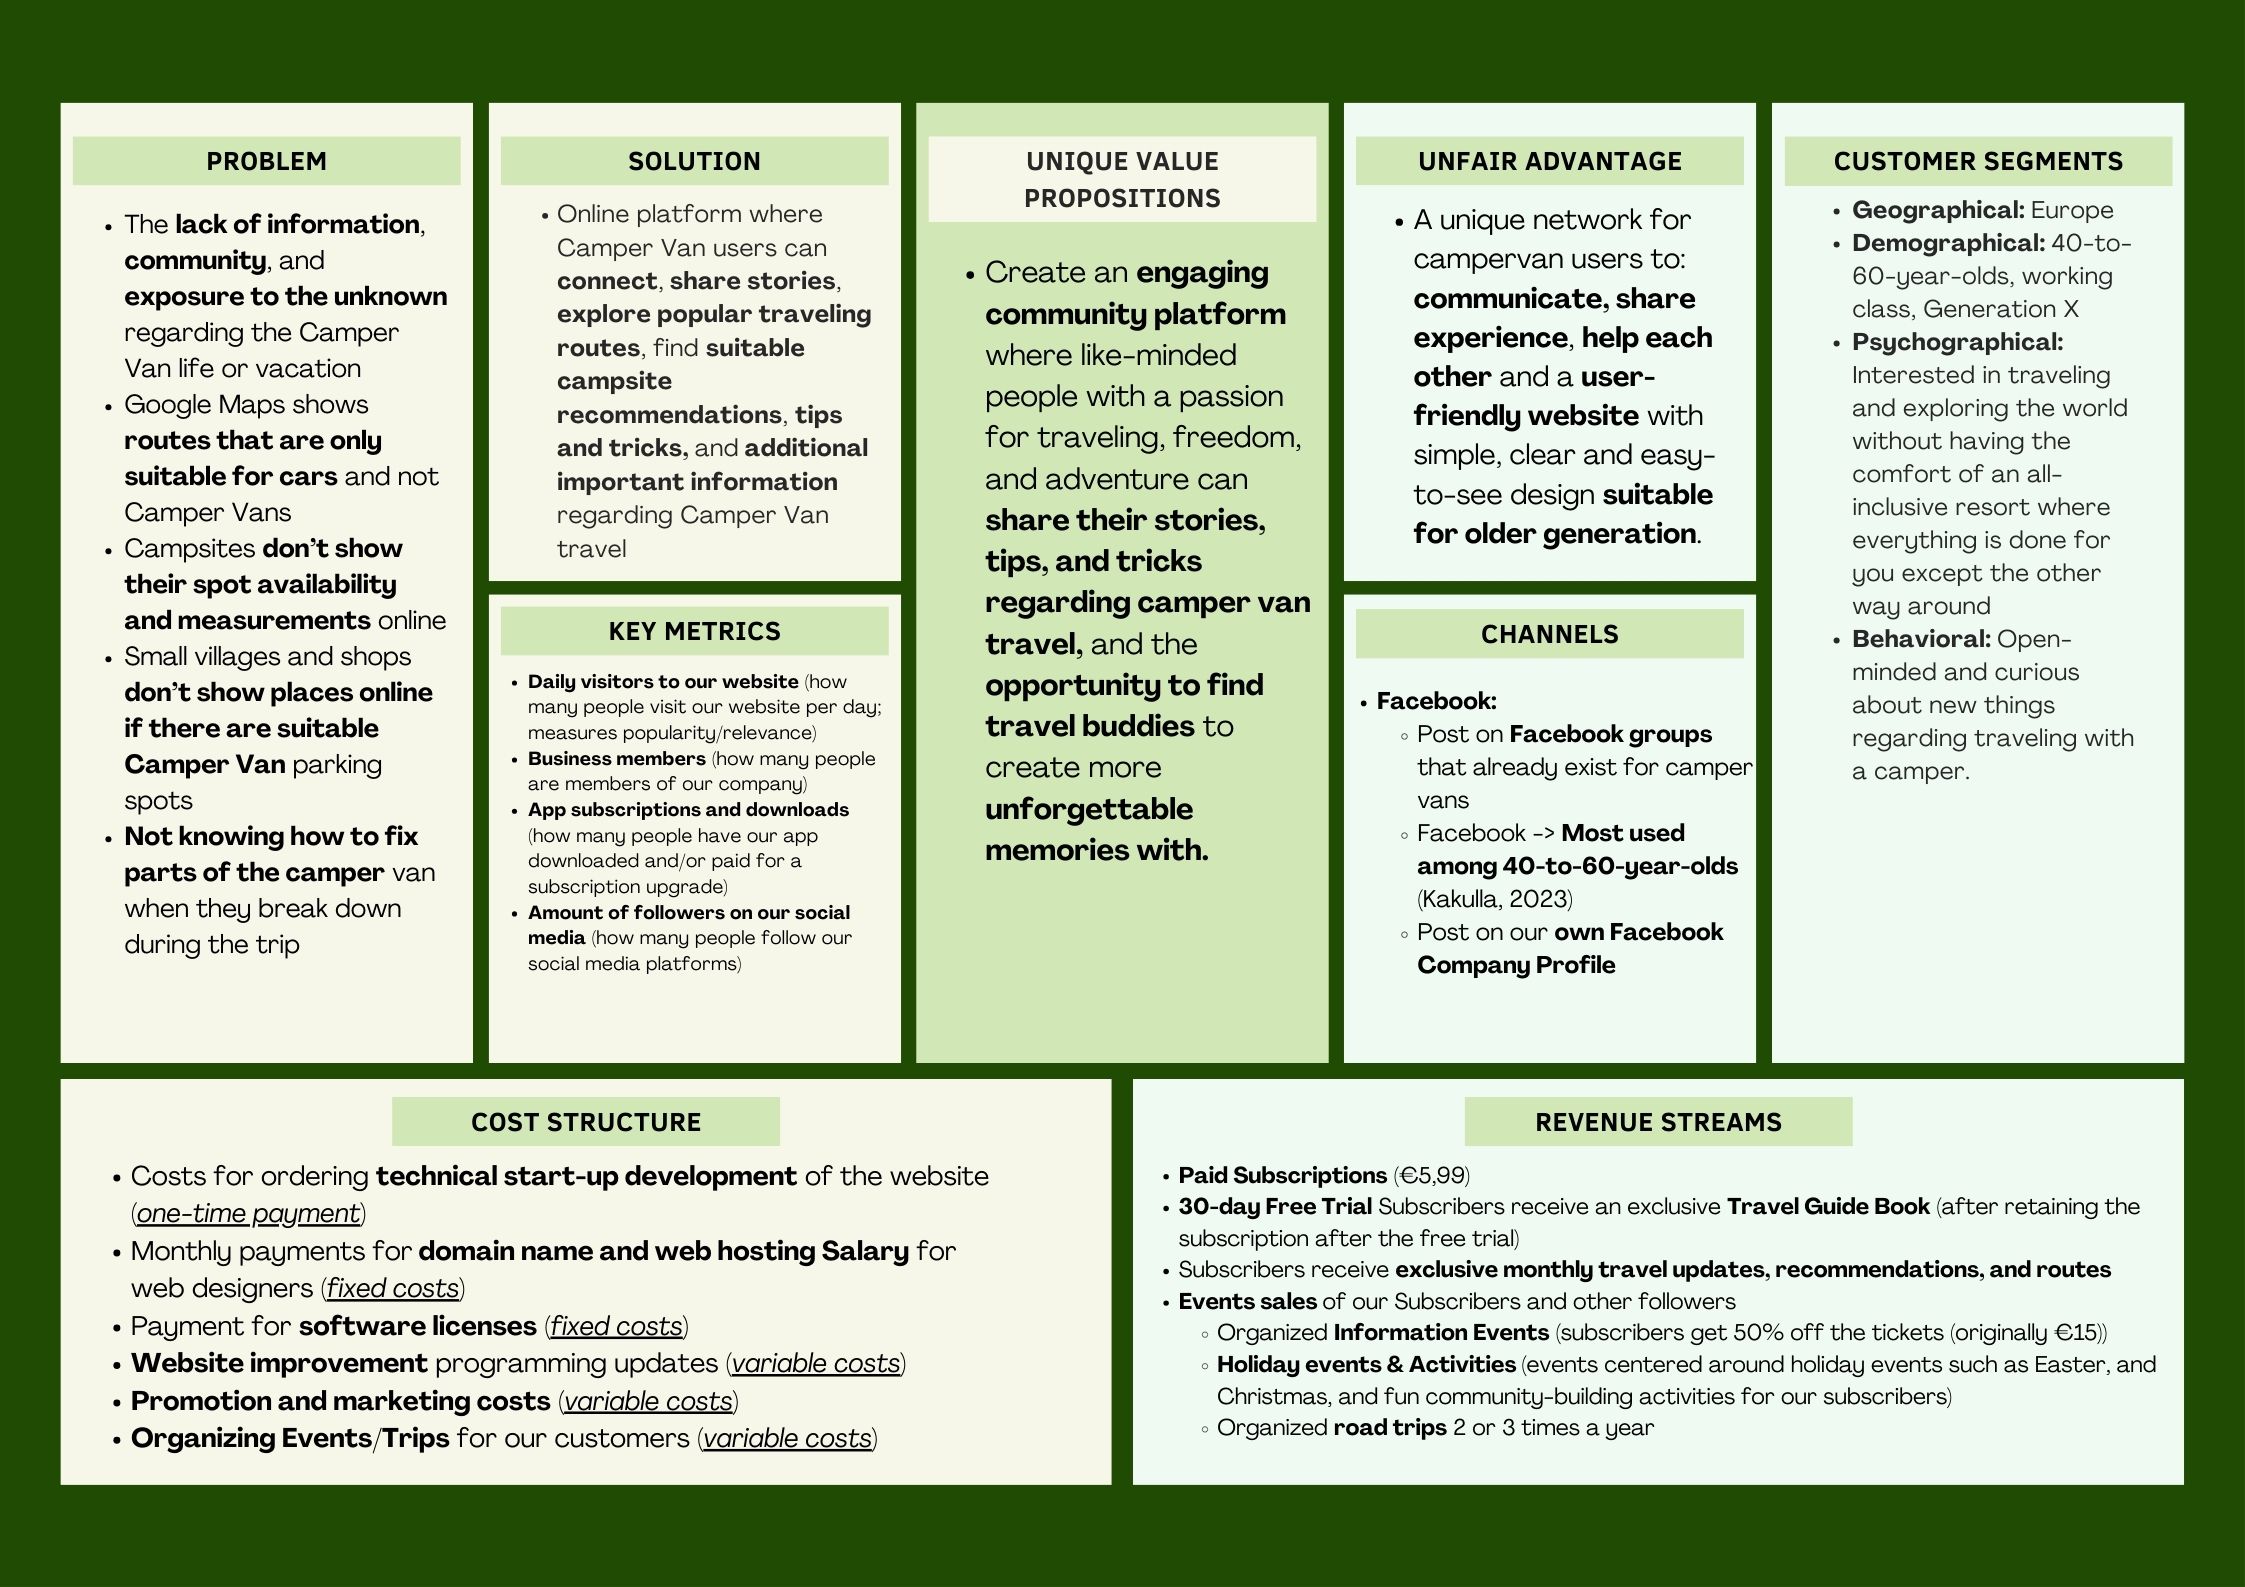 PROBLEM
• The lack of information,
community, and
exposure to the unknown
regarding the Camper
Van life or vacation
• Google Maps shows
routes that are only
suitable for cars and not
Camper Vans
• Campsites don't show
their spot availability
and measurements online
• Small villages and shops
don't show places online
if there are suitable
Camper Van parking
spots
• Not knowing how to fix
parts of the camper van
when they break down
during the trip
SOLUTION
• Online platform where
Camper Van users can
connect, share stories,
explore popular traveling
routes, find suitable
campsite
recommendations, tips
and tricks, and additional
important information
regarding Camper Van
travel
KEY METRICS
• Daily visitors to our website (how
many people visit our website per day;
measures popularity/relevance)
• Business members (how many people
are members of our company)
• App subscriptions and downloads
(how many people have our app
downloaded and/or paid for a
subscription upgrade)
• Amount of followers on our social
media (how many people follow our
social media platforms)
UNIQUE VALUE
PROPOSITIONS
• Create an engaging
community platform
where like-minded
people with a passion
for traveling, freedom,
and adventure can
share their stories,
tips, and tricks
regarding camper van
travel, and the
opportunity to find
travel buddies to
create more
unforgettable
memories with.
UNFAIR ADVANTAGE
• A unique network for
campervan users to:
communicate, share
experience, help each
other and a user-
friendly website with
simple, clear and easy-
to-see design suitable
for older generation.
CHANNELS
• Facebook:
◦ Post on Facebook groups
that already exist for camper
vans
◦ Facebook -> Most used
among 40-to-60-year-olds
(Kakulla, 2023)
◦ Post on our own Facebook
Company Profile
CUSTOMER SEGMENTS
• Geographical: Europe
• Demographical: 40-to-
60-year-olds, working
class, Generation X
• Psychographical:
Interested in traveling
and exploring the world
without having the
comfort of an all-
inclusive resort where
everything is done for
you except the other
way around
• Behavioral: Open-
minded and curious
about new things
regarding traveling with
a camper.
COST STRUCTURE
• Costs for ordering technical start-up development of the website
(one-time payment)
• Monthly payments for domain name and web hosting Salary for
web designers (fixed costs)
• Payment for software licenses (fixed costs)
• Website improvement programming updates (variable costs)
• Promotion and marketing costs (variable costs)
• Organizing Events/Trips for our customers (variable costs)
REVENUE STREAMS
• Paid Subscriptions (€5,99)
• 30-day Free Trial Subscribers receive an exclusive Travel Guide Book (after retaining the
subscription after the free trial)
• Subscribers receive exclusive monthly travel updates, recommendations, and routes
• Events sales of our Subscribers and other followers
◦ Organized Information Events (subscribers get 50% off the tickets (originally €15))
◦ Holiday events & Activities (events centered around holiday events such as Easter, and
Christmas, and fun community-building activities for our subscribers)
◦ Organized road trips 2 or 3 times a year